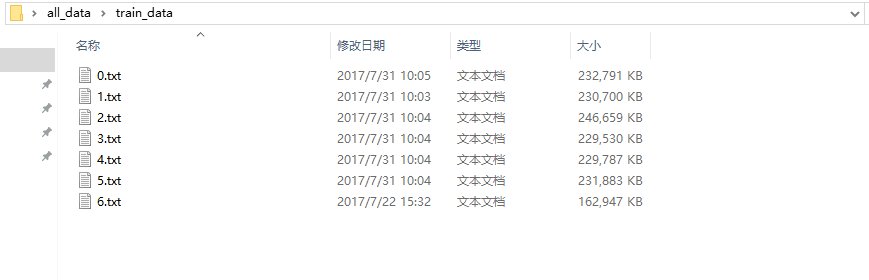 all_data train_data
名称 修改日期 类型 大小
0.txt 2017/7/31 10:05 文本文档 232,791 KB
1.txt 2017/7/31 10:03 文本文档 230,700 KB
2.txt 2017/7/31 10:04 文本文档 246,659 KB
3.txt 2017/7/31 10:04 文本文档 229,530 KB
4.txt 2017/7/31 10:04 文本文档 229,787 KB
5.txt 2017/7/31 10:04 文本文档 231,883 KB
6.txt 2017/7/22 15:32 文本文档 162,947 KB